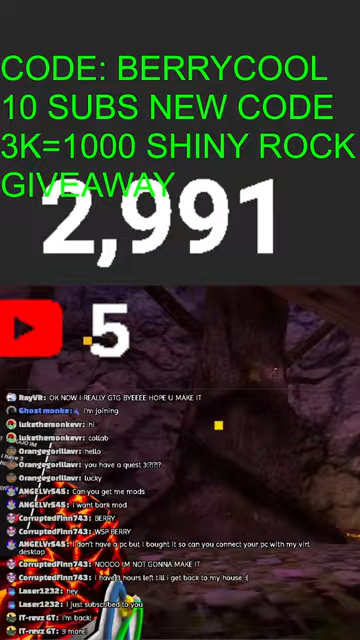 CODE: BERRYCOOL
10 SUBS NEW CODE
3K=1000 SHINY ROCK
GIVEAWAY
2,991
5
RayVR: OK NOW I REALLY GTG BYEEEE HOPE U MAKE IT
Ghost monke: i'm joining
lukethemonkevr: hi
lukethemonkevr: collab
Orangegorillavr: hello
Orangegorillavr: you have a quest 3?!?!?
Orangegorillavr: lucky
ANGELVr545: Can you get me mods
ANGELVr545: I want bark mod
CorruptedFinn743: BERRY
CorruptedFinn743: WSP BERRY
ANGELVr545: I don't have a pc but I bought it so can you connect your pc with my virt
desktop
CorruptedFinn743: NOOOO IM NOT GONNA MAKE IT
CorruptedFinn743: i have 3 hours left till i get back to my house :(
Laser1232: hey
Laser1232: I just subscribed to you
IT-revz GT: I'm back!
IT-revz GT: 9 more